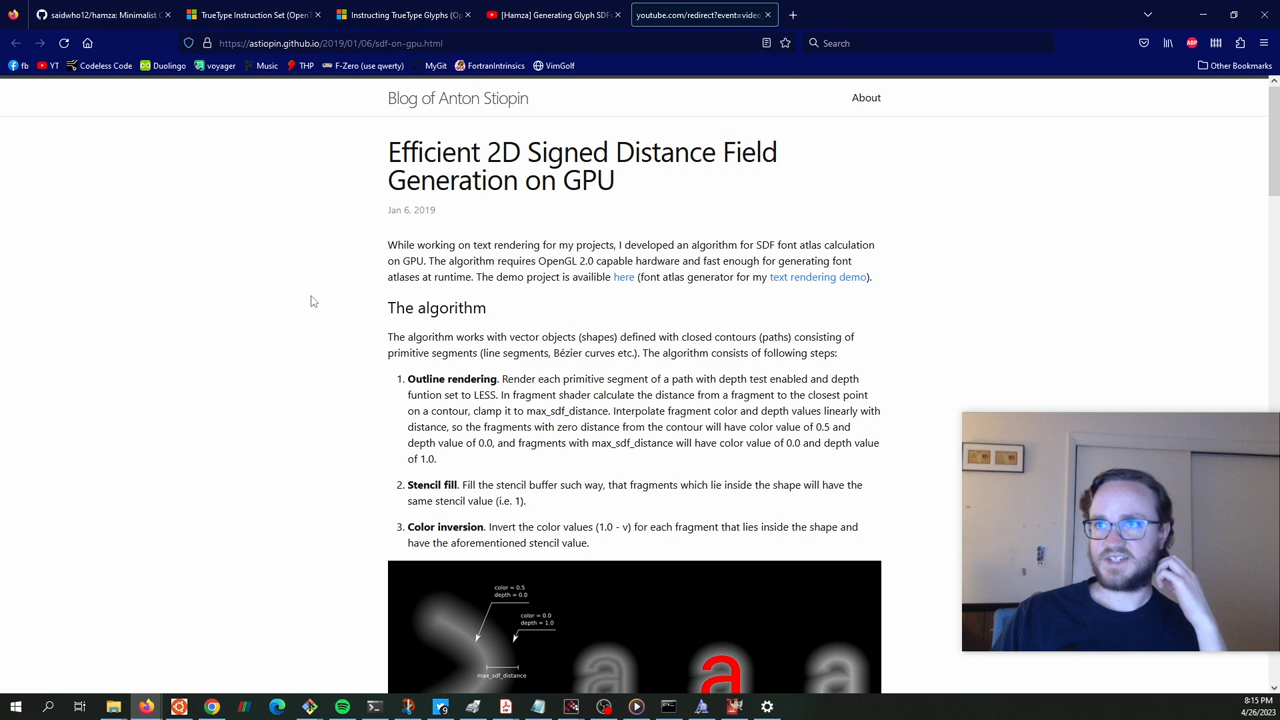 saidwho12/hamza: Minimalist C
TrueType Instruction Set (OpenT
Instructing TrueType Glyphs (Op
[Hamza] Generating Glyph SDFs
youtube.com/redirect?event=video
https://astiopin.github.io/2019/01/06/sdf-on-gpu.html
Search
fb
YT
Codeless Code
Duolingo
voyager
Music
THP
F-Zero (use qwerty)
MyGit
FortranIntrinsics
VimGolf
Other Bookmarks
Blog of Anton Stiopin
About
Efficient 2D Signed Distance Field
Generation on GPU
Jan 6, 2019
While working on text rendering for my projects, I developed an algorithm for SDF font atlas calculation
on GPU. The algorithm requires OpenGL 2.0 capable hardware and fast enough for generating font
atlases at runtime. The demo project is availible here (font atlas generator for my text rendering demo).
The algorithm
The algorithm works with vector objects (shapes) defined with closed contours (paths) consisting of
primitive segments (line segments, Bézier curves etc.). The algorithm consists of following steps:
1. Outline rendering. Render each primitive segment of a path with depth test enabled and depth
funtion set to LESS. In fragment shader calculate the distance from a fragment to the closest point
on a contour, clamp it to max_sdf_distance. Interpolate fragment color and depth values linearly with
distance, so the fragments with zero distance from the contour will have color value of 0.5 and
depth value of 0.0, and fragments with max_sdf_distance will have color value of 0.0 and depth value
of 1.0.
2. Stencil fill. Fill the stencil buffer such way, that fragments which lie inside the shape will have the
same stencil value (i.e. 1).
3. Color inversion. Invert the color values (1.0 - v) for each fragment that lies inside the shape and
have the aforementioned stencil value.
color = 0.5
depth = 0.0
color = 0.0
depth = 1.0
max_sdf_distance
a a a
8:15 PM
4/26/2023